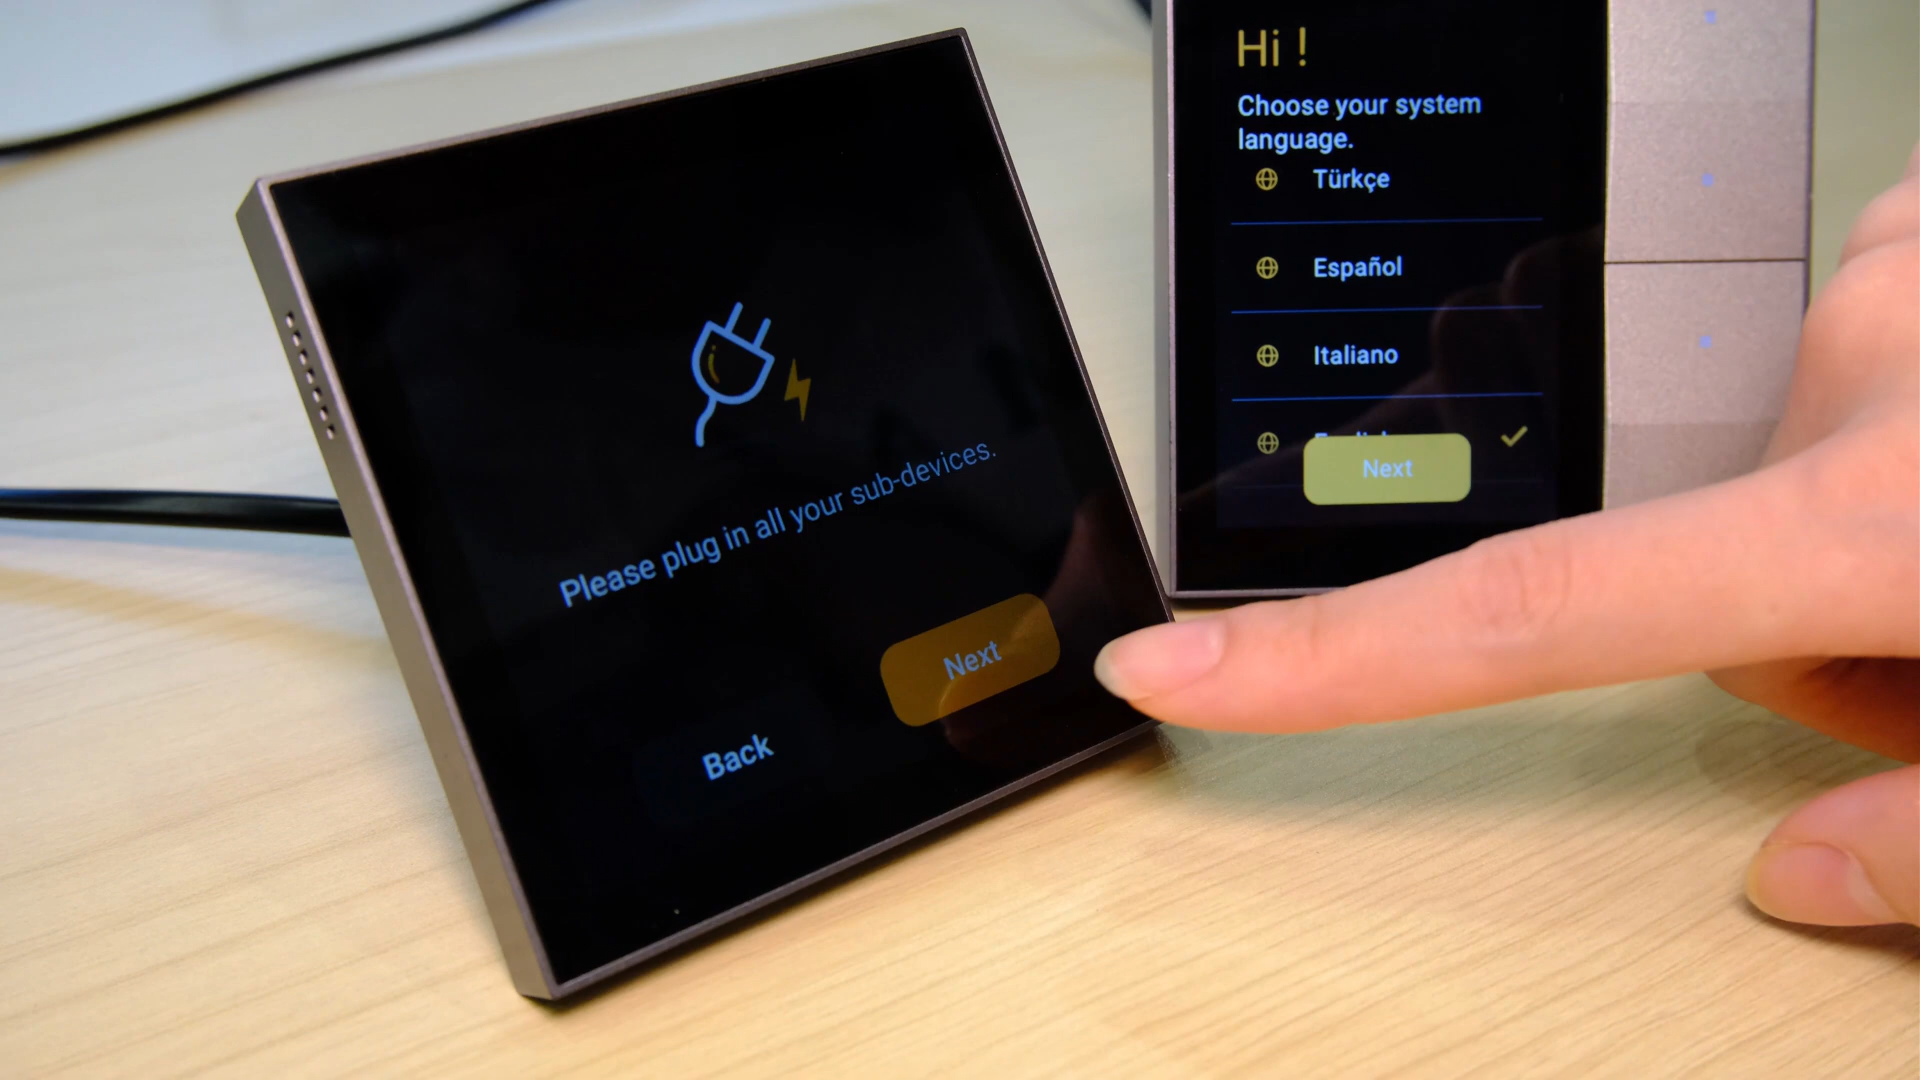 Please plug in all your sub-devices.
Next
Back
Hi !
Choose your system
language.
Türkçe
Español
Italiano
Next